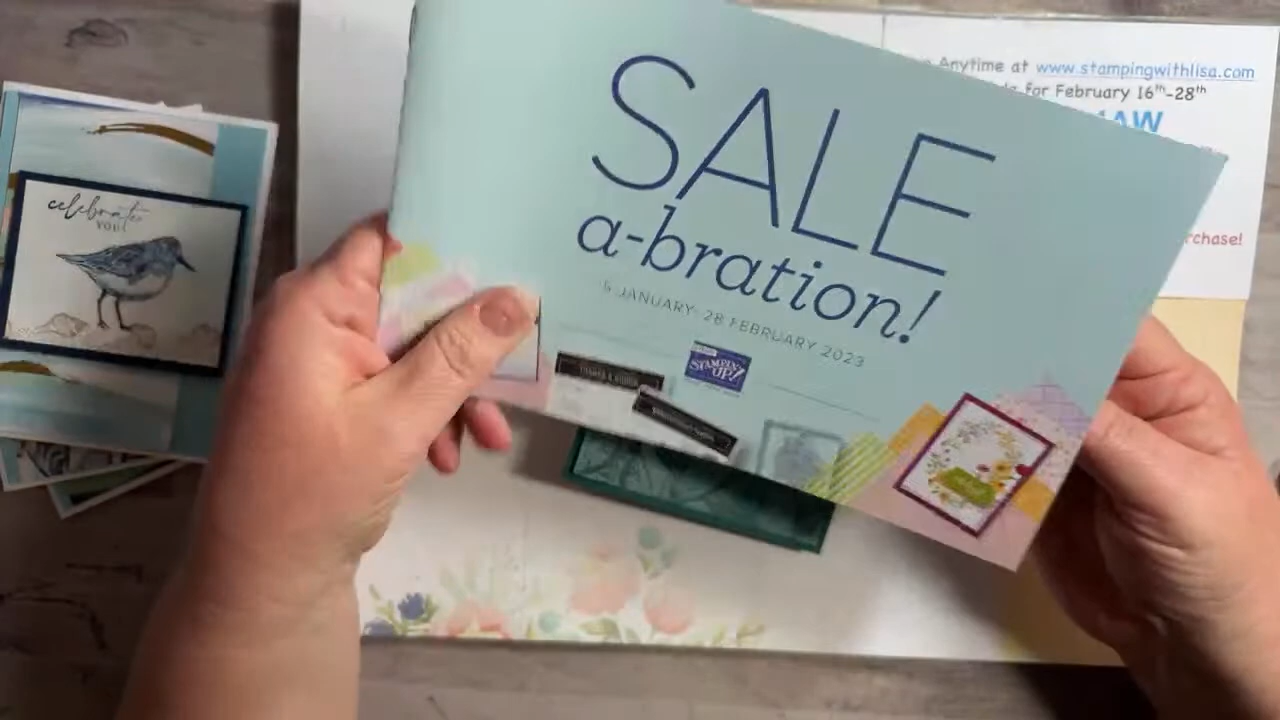 SALE
a-bration!
5 JANUARY- 28 FEBRUARY 2023
STAMPIN' UP!
Anytime at www.stampingwithlisa.com
for February 16th-28th
rchase!
celebrate
you!